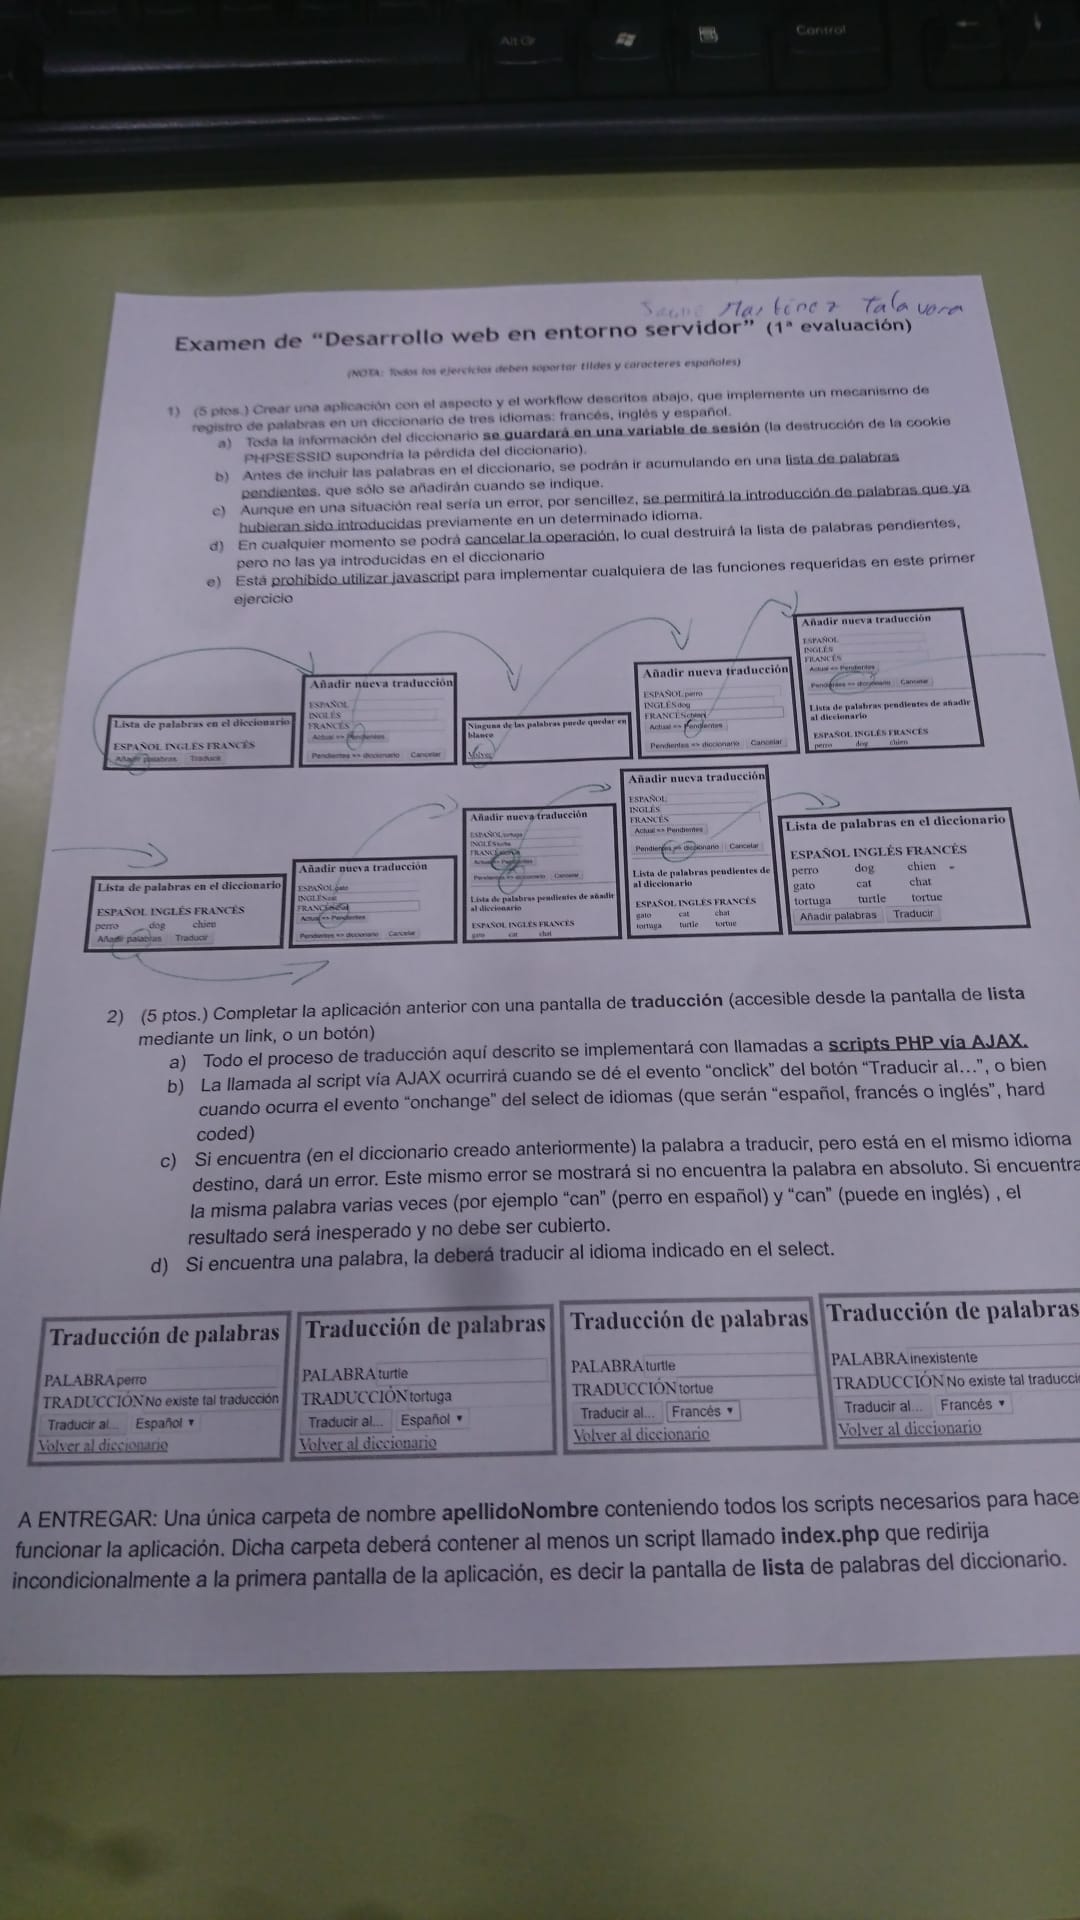 Alt Gr
Control
Martinez Talavera
Examen de “Desarrollo web en entorno servidor” (1ª evaluación)
(NOTA: Todos los ejercicios deben soportar tildes y caracteres españoles)
1) (5 ptos.) Crear una aplicación con el aspecto y el workflow descritos abajo, que implemente un mecanismo de
registro de palabras en un diccionario de tres idiomas: francés, inglés y español.
a) Toda la información del diccionario se guardará en una variable de sesión (la destrucción de la cookie
PHPSESSID supondría la pérdida del diccionario).
b) Antes de incluir las palabras en el diccionario, se podrán ir acumulando en una lista de palabras
pendientes, que sólo se añadirán cuando se indique.
c) Aunque en una situación real sería un error, por sencillez, se permitirá la introducción de palabras que ya
hubieran sido introducidas previamente en un determinado idioma.
d) En cualquier momento se podrá cancelar la operación, lo cual destruirá la lista de palabras pendientes,
pero no las ya introducidas en el diccionario
e) Está prohibido utilizar javascript para implementar cualquiera de las funciones requeridas en este primer
ejercicio
Lista de palabras en el diccionario
ESPAÑOL INGLÉS FRANCÉS
Añadir palabras Traducir
Añadir nueva traducción
ESPAÑOL
INGLÉS
FRANCÉS
Actual => Pendientes
Pendientes => diccionario Cancelar
Ninguna de las palabras puede quedar en
blanco
Volver
Añadir nueva traducción
ESPAÑOL perro
INGLÉS dog
FRANCÉS chien
Actual => Pendientes
Pendientes => diccionario Cancelar
Añadir nueva traducción
ESPAÑOL
INGLÉS
FRANCÉS
Actual => Pendientes
Pendientes => diccionario Cancelar
Lista de palabras pendientes de añadir
al diccionario
ESPAÑOL INGLÉS FRANCÉS
perro dog chien
Lista de palabras en el diccionario
ESPAÑOL INGLÉS FRANCÉS
perro dog chien
Añadir palabras Traducir
Añadir nueva traducción
ESPAÑOL gato
INGLÉS cat
FRANCÉS
Actual => Pendientes
Pendientes => diccionario Cancelar
Añadir nueva traducción
ESPAÑOL tortuga
INGLÉS turtle
FRANCÉS
Actual => Pendientes
Pendientes => diccionario Cancelar
Lista de palabras pendientes de añadir
al diccionario
ESPAÑOL INGLÉS FRANCÉS
gato cat chat
Añadir nueva traducción
ESPAÑOL
INGLÉS
FRANCÉS
Actual => Pendientes
Pendientes => diccionario Cancelar
Lista de palabras pendientes de
al diccionario
ESPAÑOL INGLÉS FRANCÉS
gato cat chat
tortuga turtle tortue
Lista de palabras en el diccionario
ESPAÑOL INGLÉS FRANCÉS
perro dog chien
gato cat chat
tortuga turtle tortue
Añadir palabras Traducir
2) (5 ptos.) Completar la aplicación anterior con una pantalla de traducción (accesible desde la pantalla de lista
mediante un link, o un botón)
a) Todo el proceso de traducción aquí descrito se implementará con llamadas a scripts PHP vía AJAX.
b) La llamada al script vía AJAX ocurrirá cuando se dé el evento “onclick” del botón “Traducir al...”, o bien
cuando ocurra el evento “onchange” del select de idiomas (que serán “español, francés o inglés”, hard
coded)
c) Si encuentra (en el diccionario creado anteriormente) la palabra a traducir, pero está en el mismo idioma
destino, dará un error. Este mismo error se mostrará si no encuentra la palabra en absoluto. Si encuentra
la misma palabra varias veces (por ejemplo “can” (perro en español) y “can” (puede en inglés) , el
resultado será inesperado y no debe ser cubierto.
d) Si encuentra una palabra, la deberá traducir al idioma indicado en el select.
Traducción de palabras
PALABRA perro
TRADUCCIÓN No existe tal traducción
Traducir al... Español
Volver al diccionario
Traducción de palabras
PALABRA turtle
TRADUCCIÓN tortuga
Traducir al... Español
Volver al diccionario
Traducción de palabras
PALABRA turtle
TRADUCCIÓN tortue
Traducir al... Francés
Volver al diccionario
Traducción de palabras
PALABRA inexistente
TRADUCCIÓN No existe tal traducci
Traducir al... Francés
Volver al diccionario
A ENTREGAR: Una única carpeta de nombre apellidoNombre conteniendo todos los scripts necesarios para hace
funcionar la aplicación. Dicha carpeta deberá contener al menos un script llamado index.php que redirija
incondicionalmente a la primera pantalla de la aplicación, es decir la pantalla de lista de palabras del diccionario.